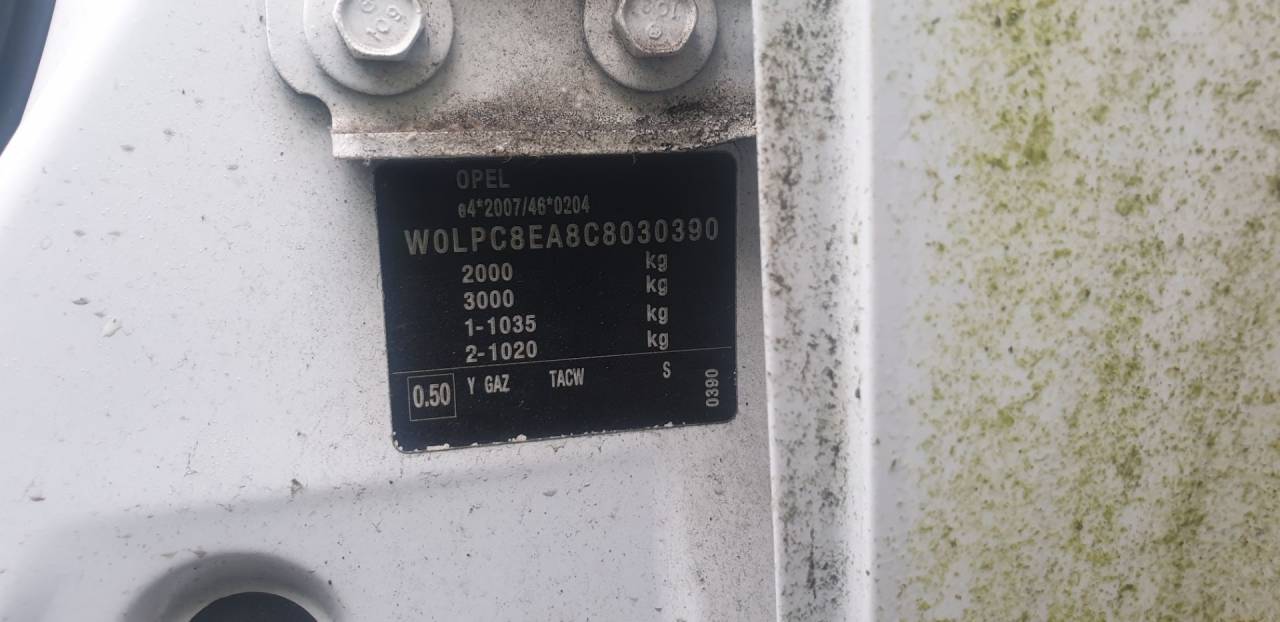 OPEL
e4*2007/46*0204
W0LPC8EA8C8030390
2000 kg
3000 kg
1-1035 kg
2-1020 kg
0.50 Y GAZ TACW S
0390